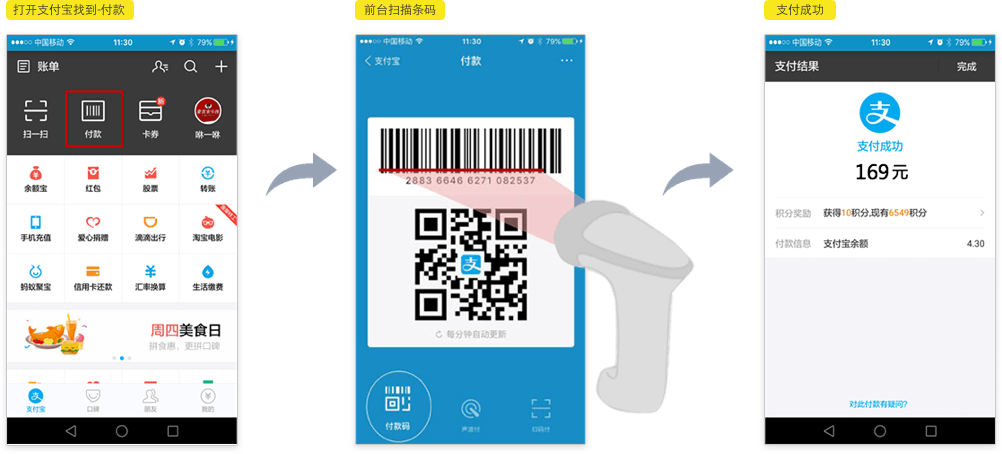 打开支付宝找到-付款
中国移动 11:30 79%
账单
扫一扫 付款 卡券 咻一咻
新
余额宝 红包 股票 转账
手机充值 爱心捐赠 滴滴出行 淘宝电影
蚂蚁聚宝 信用卡还款 汇率换算 生活缴费
周四美食日
拼食惠、更拼口碑
支付宝 口碑 朋友 我的
前台扫描条码
中国移动 11:30 79%
支付宝 付款
2883 6646 6271 082537
支
每分钟自动更新
付款码 声波付 扫码付
支付成功
中国移动 11:30 79%
支付结果 完成
支
支付成功
169元
积分奖励 获得10积分,现有6549积分
付款信息 支付宝余额 4.30
对此付款有疑问?